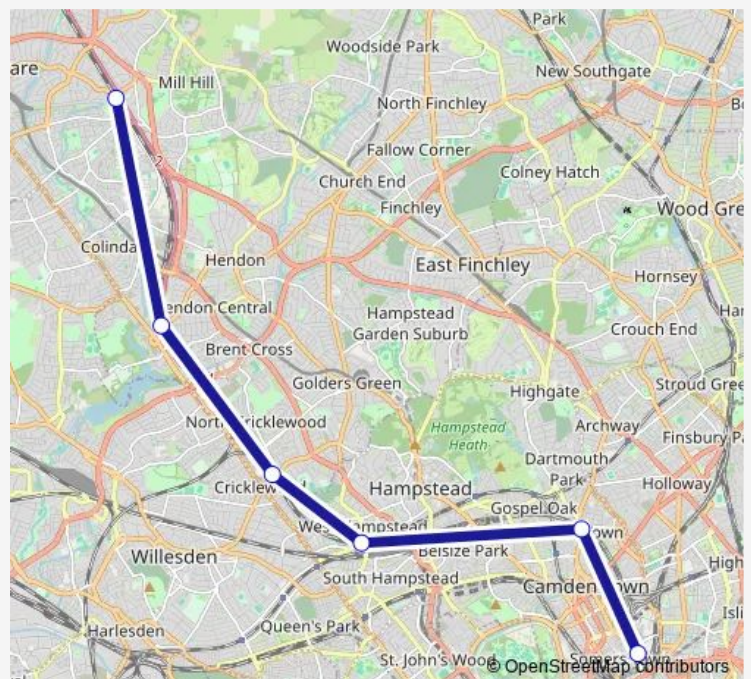 Park
Woodside Park
are
Mill Hill
New Southgate
North Finchley
Fallow Corner
Church End
Colney Hatch
Finchley
Wood Gre
2
Colinda
Hendon
East Finchley
Hornsey
endon Central
Hampstead
Garden Suburb
Crouch End
Brent Cross
Golders Green
Highgate
Stroud Gree
Hampstead
Heath
Archway
Finsbury P
Dartmouth
Park
Holloway
Hampstead
Gospel Oak
own
Belsize Park
Willesden
South Hampstead
High
Camden
Isli
Queen's Park
Harlesden
St. John's Wood
© OpenStreetMap contributors